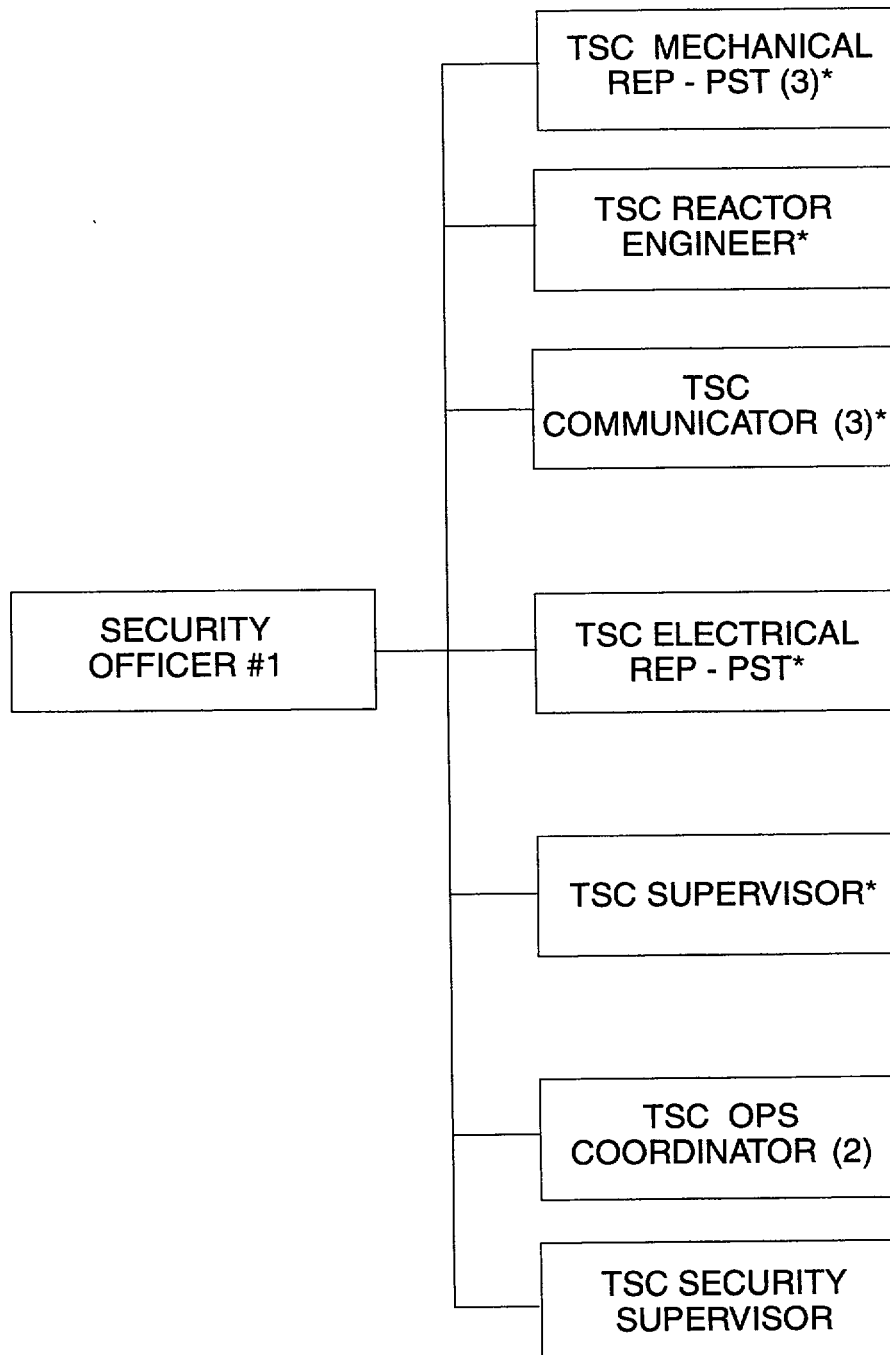 TSC MECHANICAL
REP - PST (3)*
TSC REACTOR
ENGINEER*
TSC
COMMUNICATOR (3)*
SECURITY
OFFICER #1
TSC ELECTRICAL
REP - PST*
TSC SUPERVISOR*
TSC OPS
COORDINATOR (2)
TSC SECURITY
SUPERVISOR